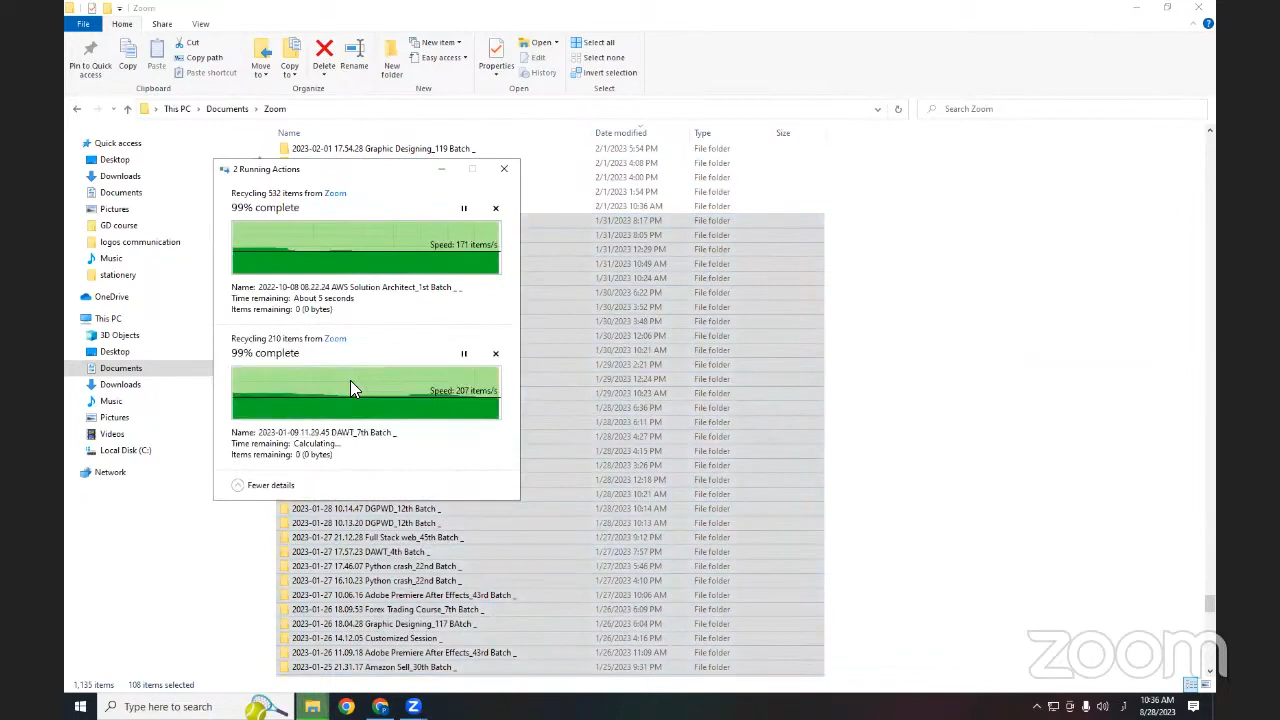 Zoom
File
Home
Share
View
Pin to Quick access
Copy
Paste
Cut
Copy path
Paste shortcut
Clipboard
Move to
Copy to
Delete
Rename
Organize
New folder
New item
Easy access
New
Properties
Open
Edit
History
Open
Select all
Select none
Invert selection
Select
This PC > Documents > Zoom
Search Zoom
Quick access
Desktop
Downloads
Documents
Pictures
GD course
logos communication
Music
stationery
OneDrive
This PC
3D Objects
Desktop
Documents
Downloads
Music
Pictures
Videos
Local Disk (C:)
Network
Name Date modified Type Size
2023-02-01 17.54.28 Graphic Designing_119 Batch _ 2/1/2023 5:54 PM File folder
2/1/2023 4:08 PM File folder
2/1/2023 4:00 PM File folder
2/1/2023 1:54 PM File folder
2/1/2023 10:36 AM File folder
1/31/2023 8:17 PM File folder
1/31/2023 8:05 PM File folder
1/31/2023 12:29 PM File folder
1/31/2023 10:49 AM File folder
1/31/2023 10:24 AM File folder
1/30/2023 6:22 PM File folder
1/30/2023 3:52 PM File folder
1/30/2023 3:48 PM File folder
1/30/2023 12:06 PM File folder
1/30/2023 10:21 AM File folder
1/29/2023 2:21 PM File folder
1/29/2023 12:24 PM File folder
1/29/2023 10:23 AM File folder
1/28/2023 6:36 PM File folder
1/28/2023 6:11 PM File folder
1/28/2023 4:27 PM File folder
1/28/2023 4:15 PM File folder
1/28/2023 3:26 PM File folder
1/28/2023 12:18 PM File folder
1/28/2023 10:21 AM File folder
2023-01-28 10.14.47 DGPWD_12th Batch _ 1/28/2023 10:14 AM File folder
2023-01-28 10.13.20 DGPWD_12th Batch _ 1/28/2023 10:13 AM File folder
2023-01-27 21.12.28 Full Stack web_45th Batch _ 1/27/2023 9:12 PM File folder
2023-01-27 17.57.23 DAWT_4th Batch _ 1/27/2023 7:57 PM File folder
2023-01-27 17.46.07 Python crash_22nd Batch _ 1/27/2023 5:46 PM File folder
2023-01-27 16.10.23 Python crash_22nd Batch _ 1/27/2023 4:10 PM File folder
2023-01-27 10.06.16 Adobe Premiere After Effects_43rd Batch _ 1/27/2023 10:06 AM File folder
2023-01-26 18.09.53 Forex Trading Course_7th Batch _ 1/26/2023 6:09 PM File folder
2023-01-26 18.04.28 Graphic Designing_117 BAtch _ 1/26/2023 6:04 PM File folder
2023-01-26 14.12.05 Customized Session _ 1/26/2023 4:16 PM File folder
2023-01-26 11.09.18 Adobe Premiere After Effects_43rd Batch _ 1/26/2023 11:09 AM File folder
2023-01-25 21.31.17 Amazon Sell_30th Batch _ 1/25/2023 9:31 PM File folder
2 Running Actions
Recycling 532 items from Zoom
99% complete
Speed: 171 items/s
Name: 2022-10-08 08.22.24 AWS Solution Architect_1st Batch _ _
Time remaining: About 5 seconds
Items remaining: 0 (0 bytes)
Recycling 210 items from Zoom
99% complete
Speed: 207 items/s
Name: 2023-01-09 11.29.45 DAWT_7th Batch _
Time remaining: Calculating...
Items remaining: 0 (0 bytes)
Fewer details
1,135 items 108 items selected
zoom
Type here to search
10:36 AM
8/28/2023